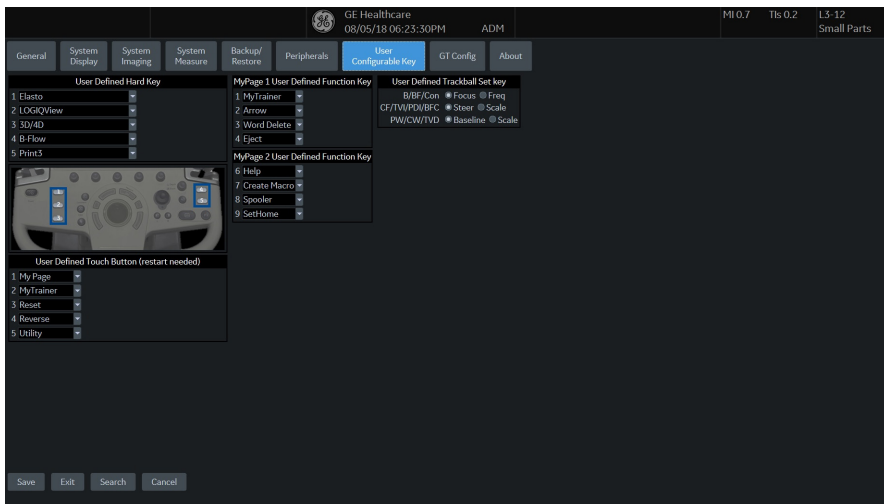 GE Healthcare
08/05/18 06:23:30PM ADM
MI 0.7 TIs 0.2 L3-12
Small Parts
General
System Display
System Imaging
System Measure
Backup/ Restore
Peripherals
User Configurable Key
GT Config
About
User Defined Hard Key
1 Elasto
2 LOGIQView
3 3D/4D
4 B-Flow
5 Print3
User Defined Touch Button (restart needed)
1 My Page
2 MyTrainer
3 Reset
4 Reverse
5 Utility
MyPage 1 User Defined Function Key
1 MyTrainer
2 Arrow
3 Word Delete
4 Eject
MyPage 2 User Defined Function Key
6 Help
7 Create Macro
8 Spooler
9 SetHome
User Defined Trackball Set key
B/BF/Con Focus Freq
CF/TVI/PDI/BFC Steer Scale
PW/CW/TVD Baseline Scale
Save Exit Search Cancel